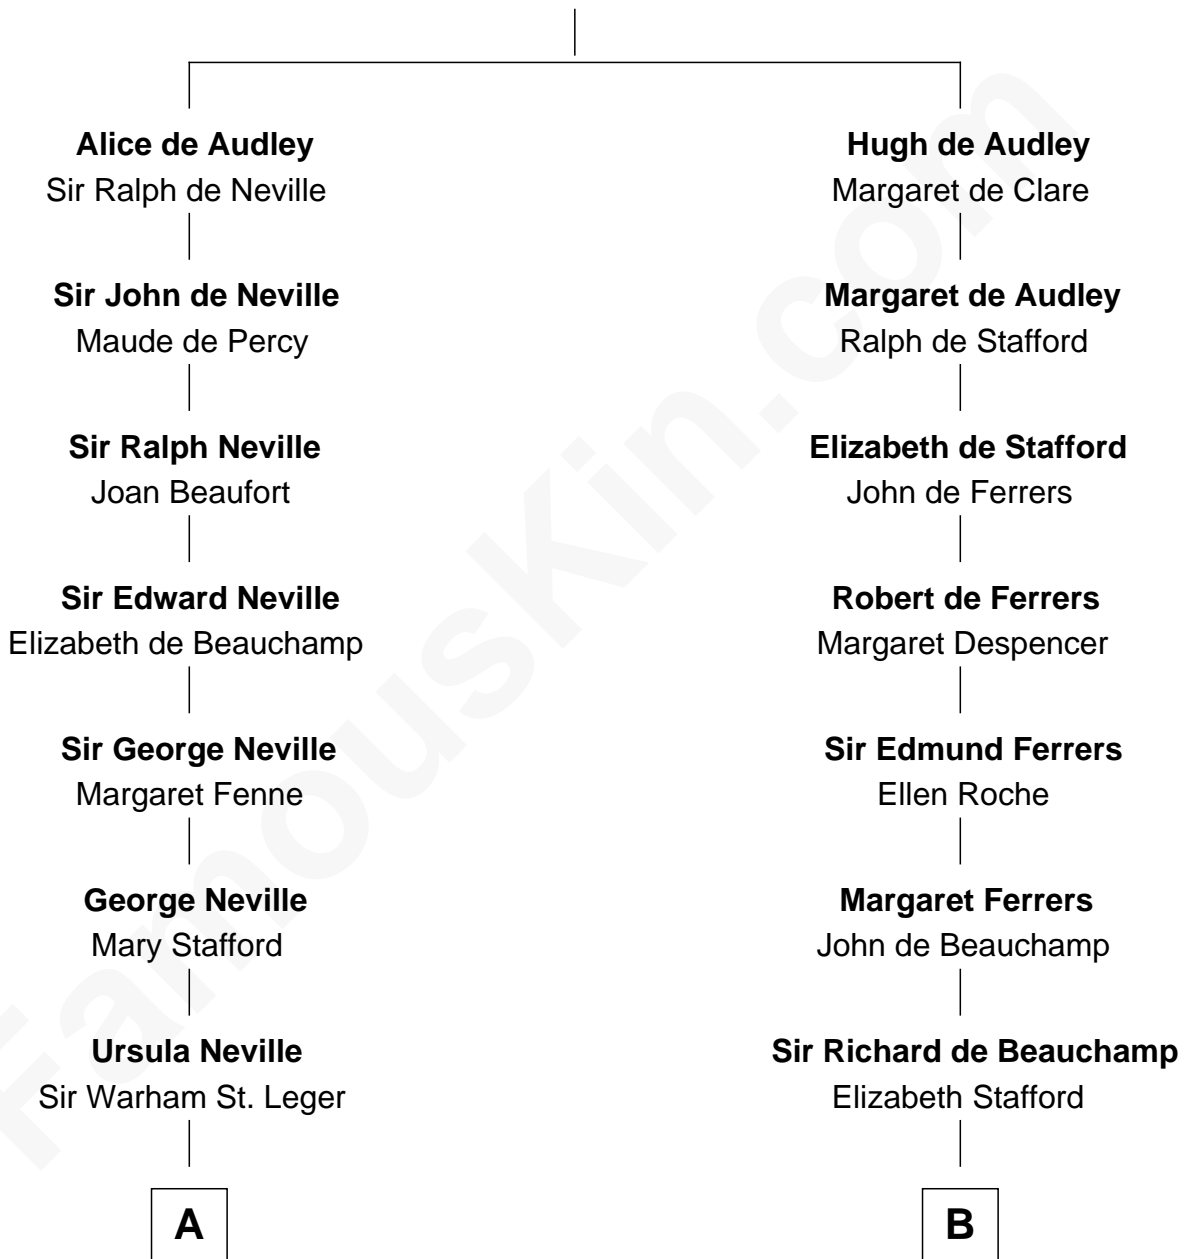 Alice de Audley
Sir Ralph de Neville
Sir John de Neville
Maude de Percy
Sir Ralph Neville
Joan Beaufort
Sir Edward Neville
Elizabeth de Beauchamp
Sir George Neville
Margaret Fenne
George Neville
Mary Stafford
Ursula Neville
Sir Warham St. Leger
A
Hugh de Audley
Margaret de Clare
Margaret de Audley
Ralph de Stafford
Elizabeth de Stafford
John de Ferrers
Robert de Ferrers
Margaret Despencer
Sir Edmund Ferrers
Ellen Roche
Margaret Ferrers
John de Beauchamp
Sir Richard de Beauchamp
Elizabeth Stafford
B
FamousKin.com